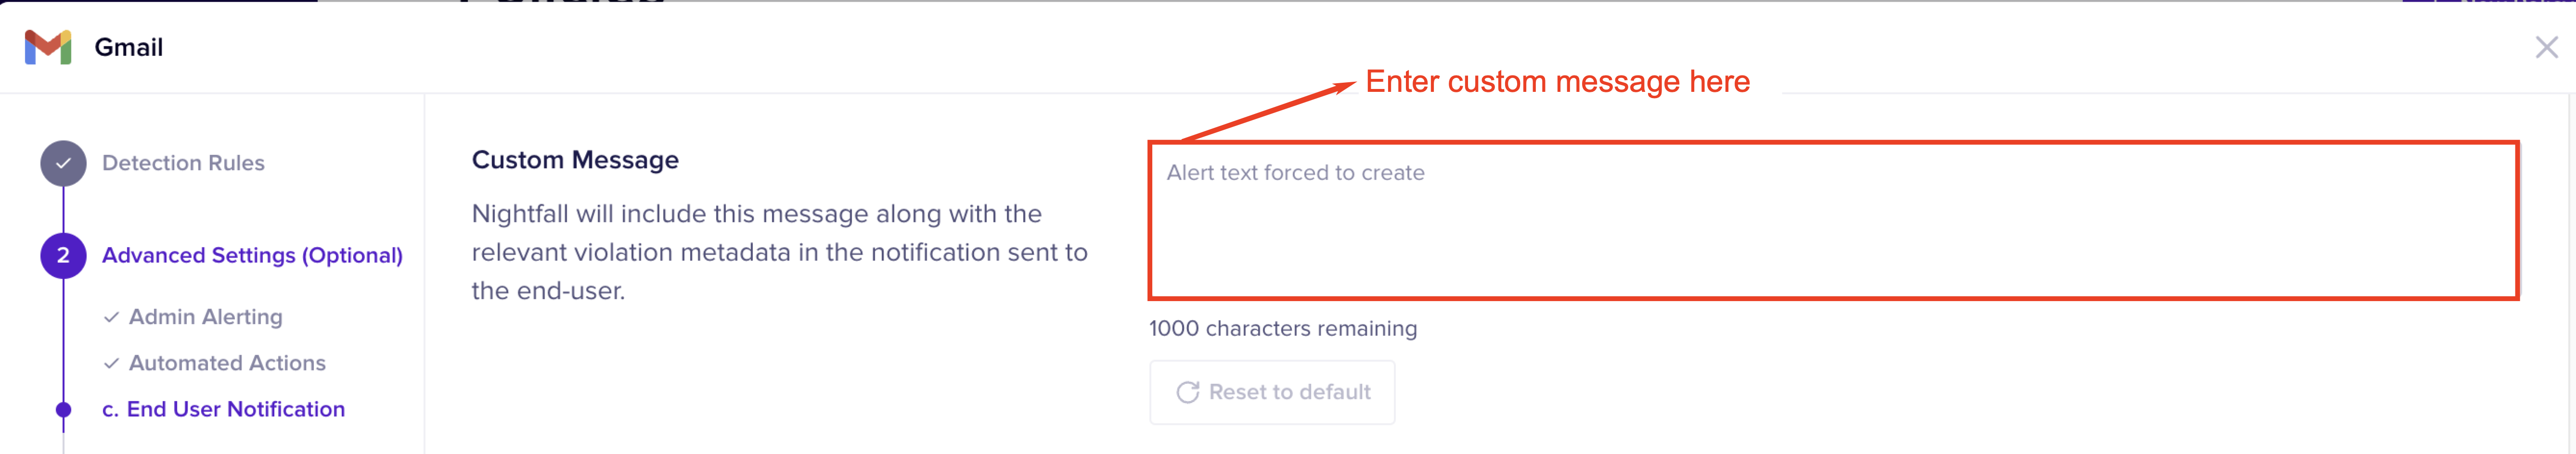 Gmail
Enter custom message here
Detection Rules
2 Advanced Settings (Optional)
Admin Alerting
Automated Actions
c. End User Notification
Custom Message
Nightfall will include this message along with the
relevant violation metadata in the notification sent to
the end-user.
Alert text forced to create
1000 characters remaining
Reset to default